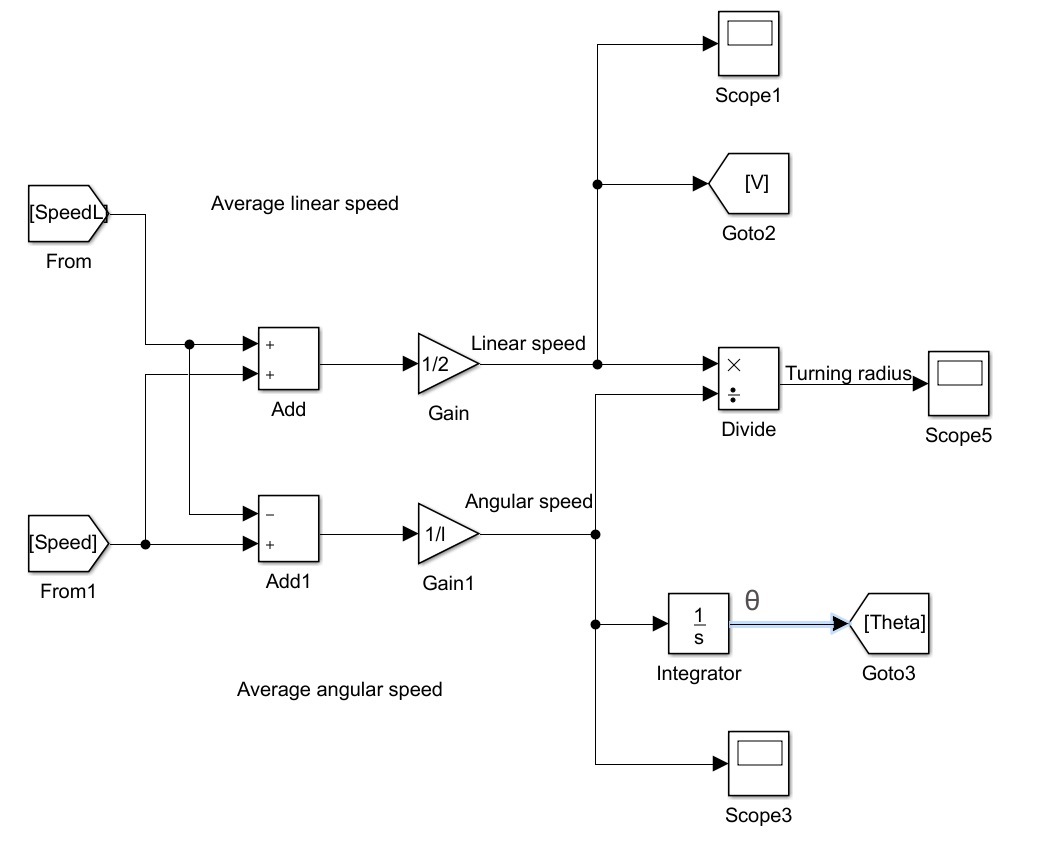 Scope1
[V]
Goto2
[SpeedL]
From
Average linear speed
+
+
Add
1/2
Gain
Linear speed
×
÷
Divide
Turning radius
Scope5
[Speed]
From1
−
+
Add1
1/l
Gain1
Angular speed
1
s
Integrator
θ
[Theta]
Goto3
Average angular speed
Scope3